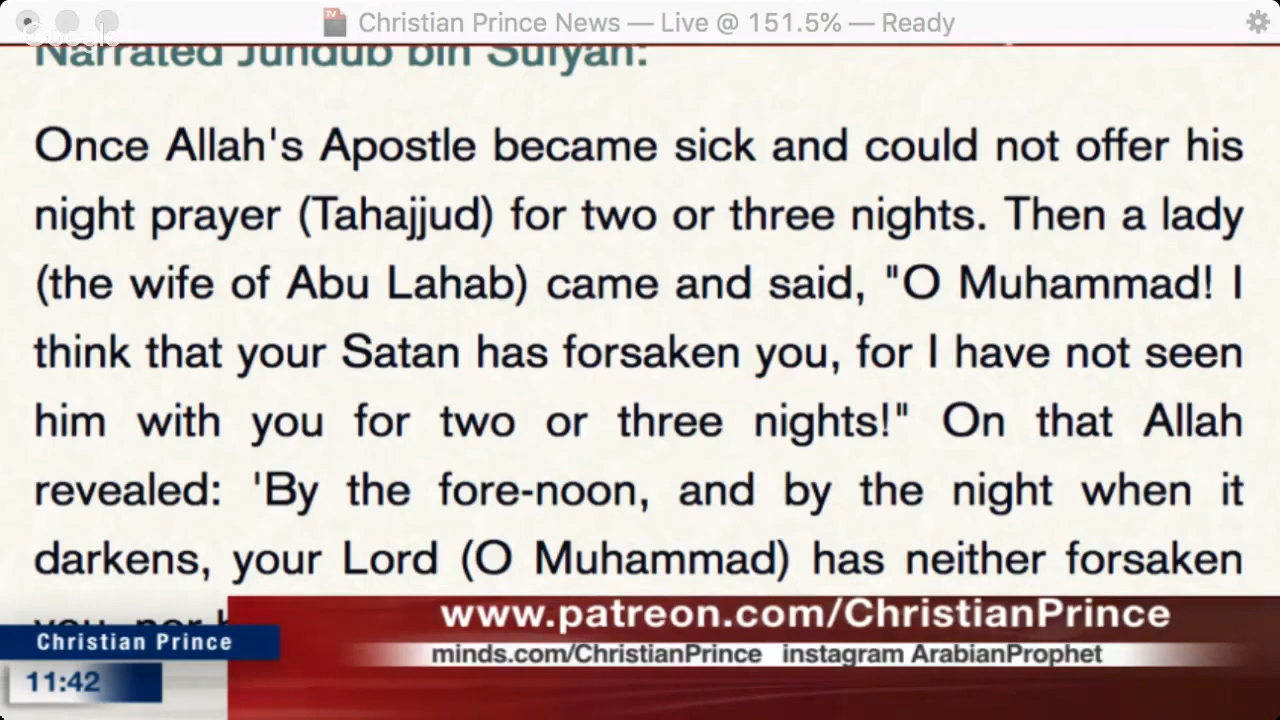 Christian Prince News — Live @ 151.5% — Ready
Google
Narrated Jundub bin Sufyan:
Once Allah's Apostle became sick and could not offer his
night prayer (Tahajjud) for two or three nights. Then a lady
(the wife of Abu Lahab) came and said, "O Muhammad! I
think that your Satan has forsaken you, for I have not seen
him with you for two or three nights!" On that Allah
revealed: 'By the fore-noon, and by the night when it
darkens, your Lord (O Muhammad) has neither forsaken
you, nor
www.patreon.com/ChristianPrince
Christian Prince
minds.com/ChristianPrince instagram ArabianProphet
11:42